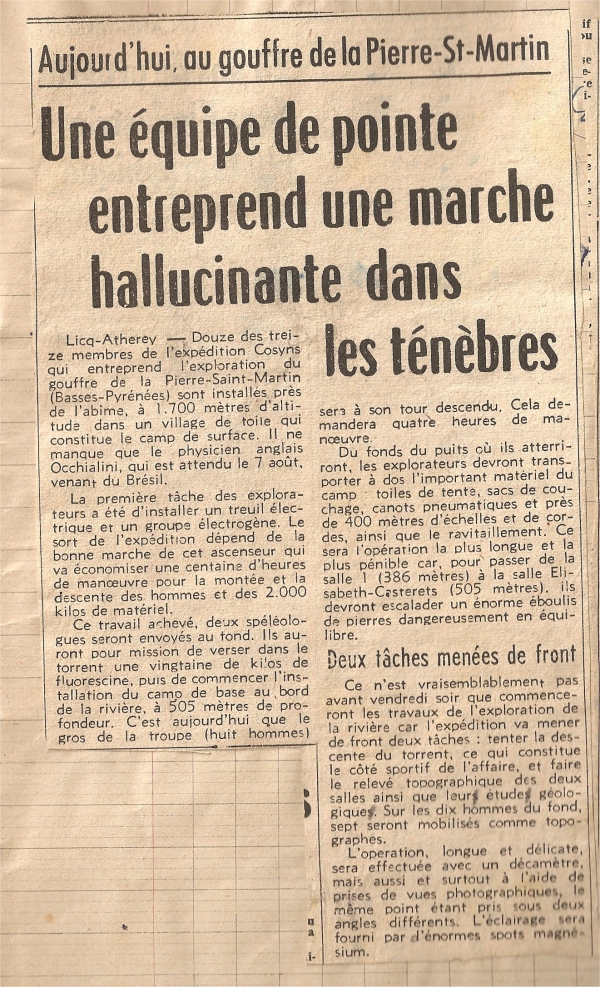 Aujourd'hui, au gouffre de la Pierre-St-Martin
Une équipe de pointe
entreprend une marche
hallucinante dans
les ténèbres
Licq-Atherey — Douze des trei-
ze membres de l'expédition Cosyns
qui entreprend l'exploration du
gouffre de la Pierre-Saint-Martin
(Basses-Pyrénées) sont installés près
de l'abime, à 1.700 mètres d'alti-
tude dans un village de toile qui
constitue le camp de surface. Il ne
manque que le physicien anglais
Occhialini, qui est attendu le 7 août,
venant du Brésil.
La première tâche des explora-
teurs a été d'installer un treuil élec-
trique et un groupe électrogène. Le
sort de l'expédition dépend de la
bonne marche de cet ascenseur qui
va économiser une centaine d'heures
de manœuvre pour la montée et la
descente des hommes et des 2.000
kilos de matériel.
Ce travail achevé, deux spéléolo-
gues seront envoyés au fond. Ils au-
ront pour mission de verser dans le
torrent une vingtaine de kilos de
fluorescine, puis de commencer l'ins-
tallation du camp de base au bord
de la rivière, à 505 mètres de pro-
fondeur. C'est aujourd'hui que le
gros de la troupe (huit hommes)
sera à son tour descendu. Cela de-
mandera quatre heures de ma-
nœuvre.
Du fonds du puits où ils atterri-
ront, les explorateurs devront trans-
porter à dos l'important matériel du
camp : toiles de tente, sacs de cou-
chage, canots pneumatiques et près
de 400 mètres d'échelles et de cor-
des, ainsi que le ravitaillement. Ce
sera l'opération la plus longue et la
plus pénible car, pour passer de la
salle 1 (386 mètres) à la salle Eli-
sabeth-Casterets (505 mètres). ils
devront escalader un énorme éboulis
de pierres dangereusement en équi-
libre.
Deux tâches menées de front
Ce n'est vraisemblablement pas
avant vendredi soir que commence-
ront les travaux de l'exploration de
la rivière car l'expédition va mener
de front deux tâches : tenter la des-
cente du torrent, ce qui constitue
le côté sportif de l'affaire, et faire
le relevé topographique des deux
salles ainsi que leurs études géolo-
giques. Sur les dix hommes du fond,
sept seront mobilisés comme topo-
graphes.
L'operation, longue et délicate,
sera effectuée avec un décamètre,
mais aussi et surtout à l'aide de
prises de vues photographiques, le
même point étant pris sous deux
angles différents. L'éclairage sera
fourni par d'énormes spots magné-
sium.